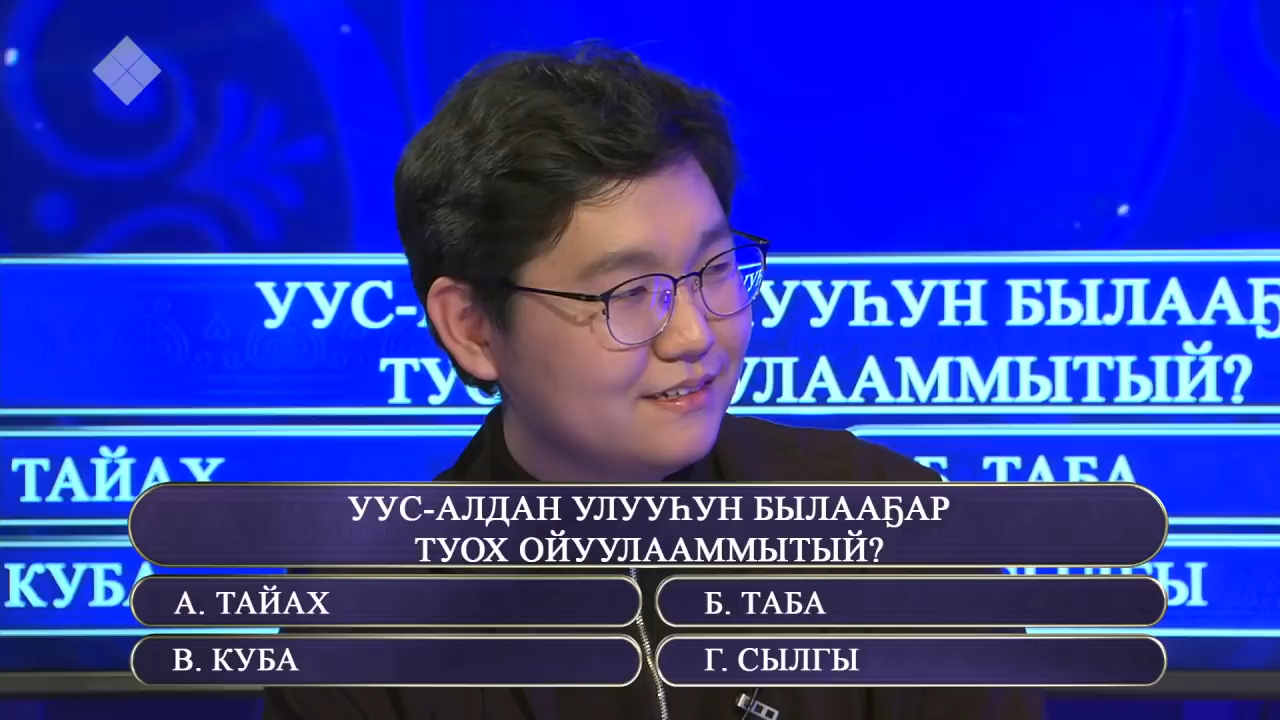 УУС-АЛДАН УЛУУҺУН БЫЛААҔАР
ТУОХ ОЙУУЛААММЫТЫЙ?
А. ТАЙАХ
Б. ТАБА
В. КУБА
Г. СЫЛГЫ